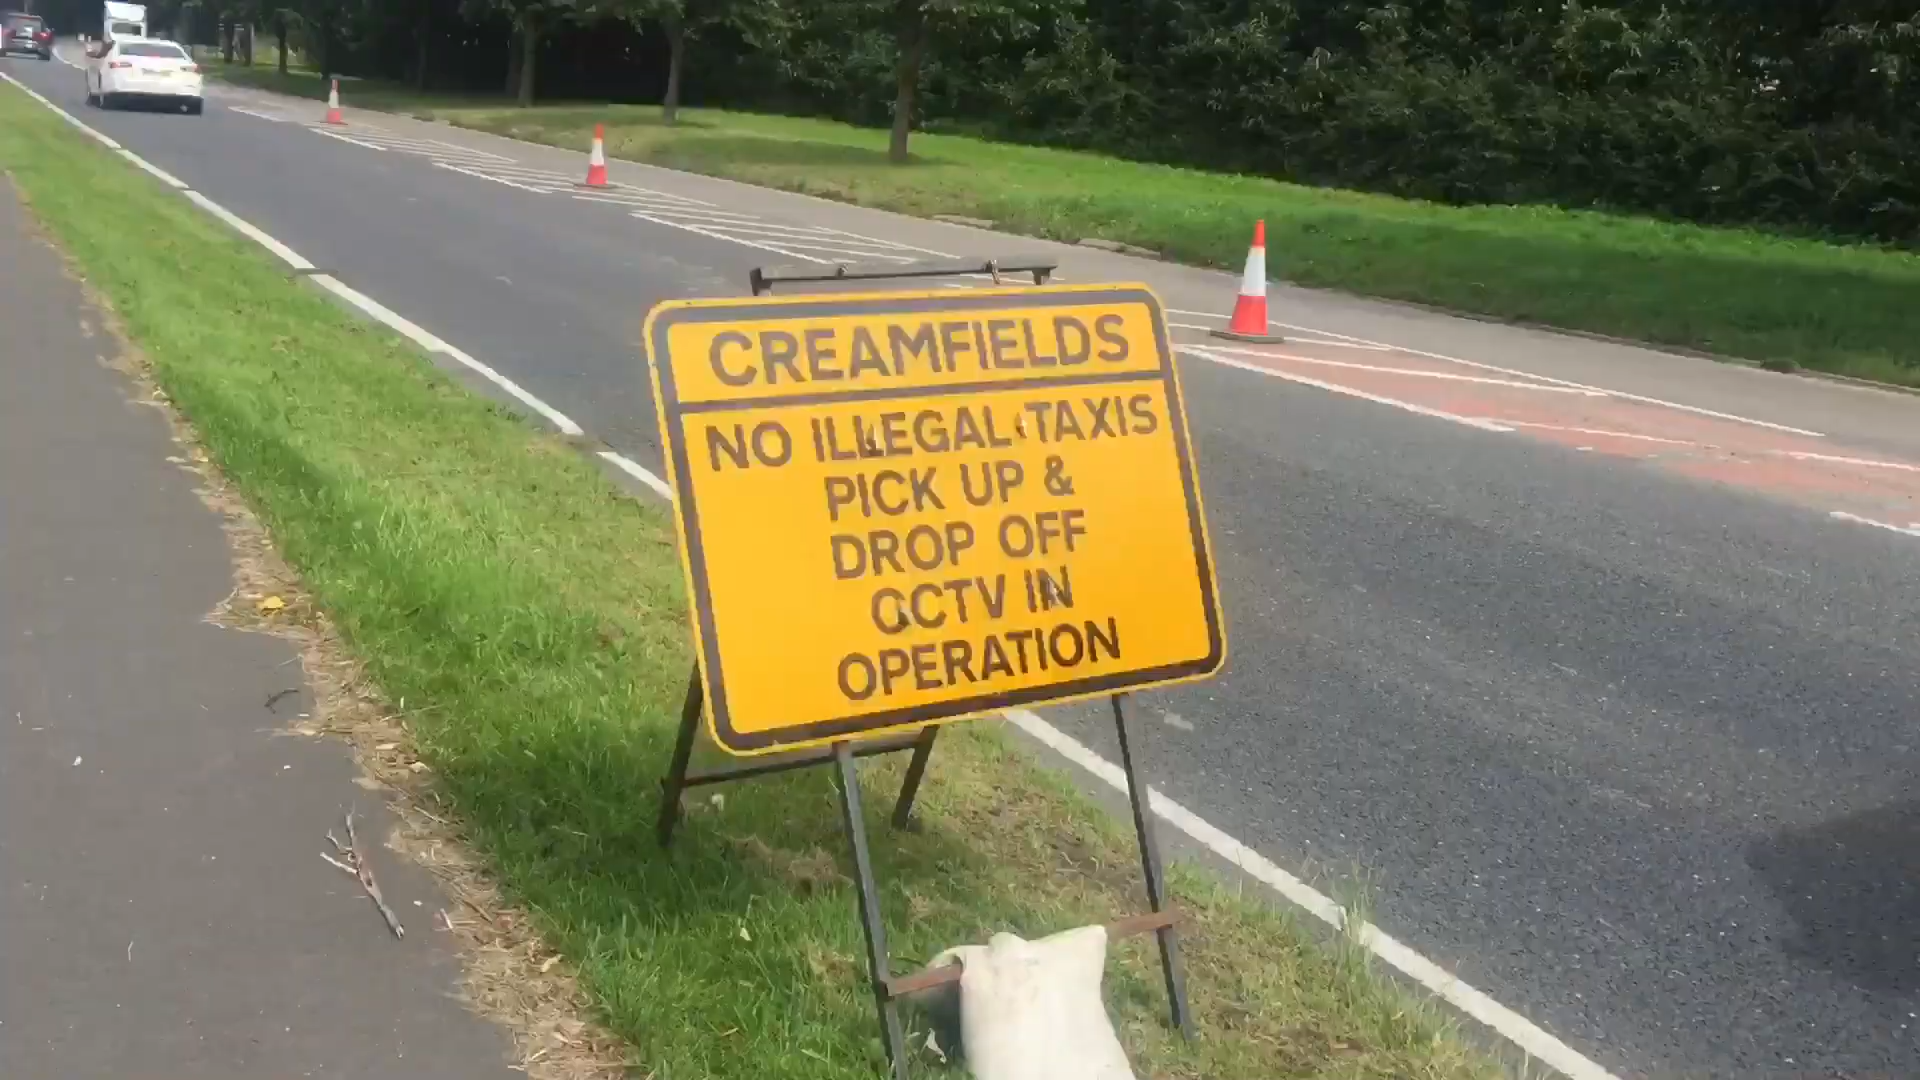 CREAMFIELDS
NO ILLEGAL TAXIS
PICK UP &
DROP OFF
CCTV IN
OPERATION